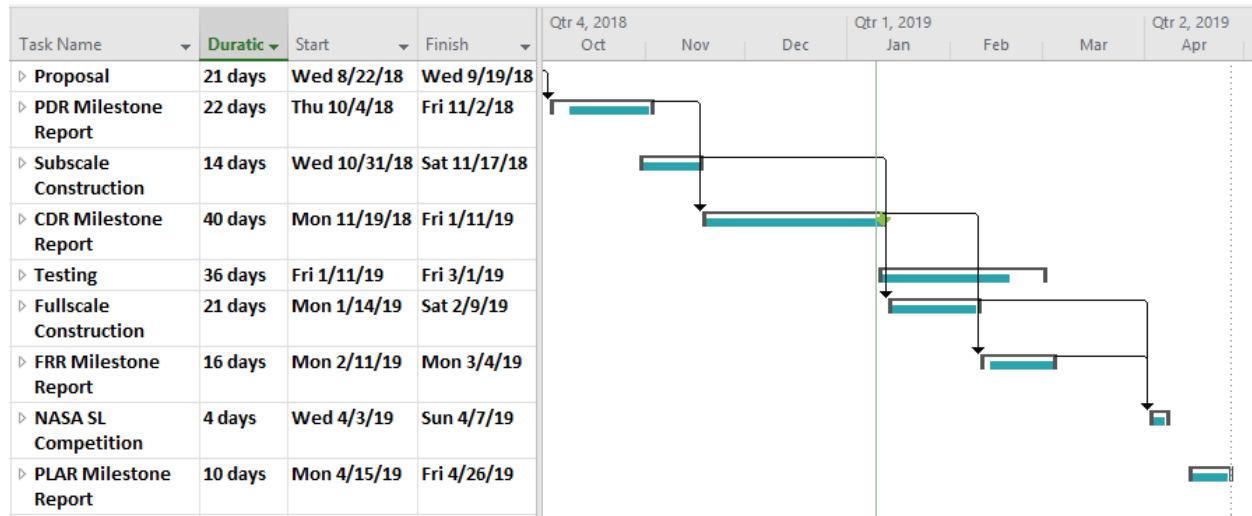 Qtr 4, 2018 Qtr 1, 2019 Qtr 2, 2019
Task Name Duratic Start Finish Oct Nov Dec Jan Feb Mar Apr
Proposal 21 days Wed 8/22/18 Wed 9/19/18
PDR Milestone 22 days Thu 10/4/18 Fri 11/2/18
Report
Subscale 14 days Wed 10/31/18 Sat 11/17/18
Construction
CDR Milestone 40 days Mon 11/19/18 Fri 1/11/19
Report
Testing 36 days Fri 1/11/19 Fri 3/1/19
Fullscale 21 days Mon 1/14/19 Sat 2/9/19
Construction
FRR Milestone 16 days Mon 2/11/19 Mon 3/4/19
Report
NASA SL 4 days Wed 4/3/19 Sun 4/7/19
Competition
PLAR Milestone 10 days Mon 4/15/19 Fri 4/26/19
Report